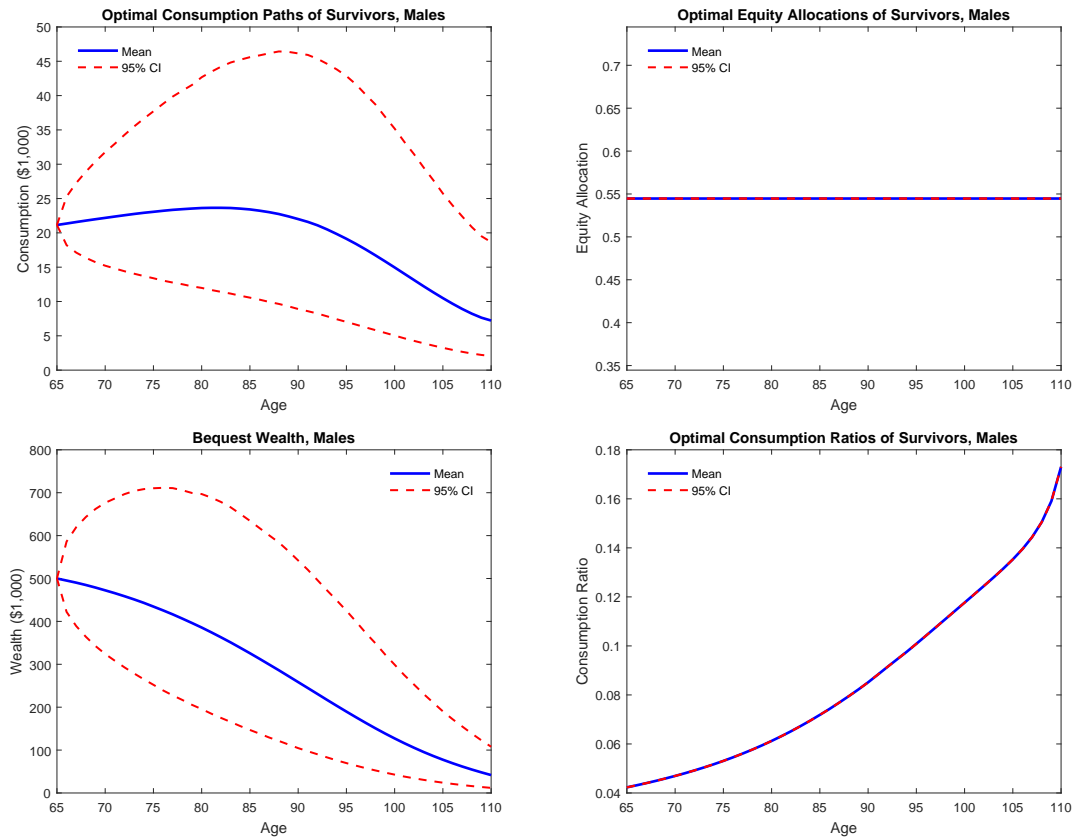 Optimal Consumption Paths of Survivors, Males
50
45
40
35
30
25
20
15
10
5
0
Consumption ($1,000)
Mean
95% CI
65 70 75 80 85 90 95 100 105 110
Age
Optimal Equity Allocations of Survivors, Males
0.7
0.65
0.6
0.55
0.5
0.45
0.4
0.35
Equity Allocation
Mean
95% CI
65 70 75 80 85 90 95 100 105 110
Age
Bequest Wealth, Males
800
700
600
500
400
300
200
100
0
Wealth ($1,000)
Mean
95% CI
65 70 75 80 85 90 95 100 105 110
Age
Optimal Consumption Ratios of Survivors, Males
0.18
0.16
0.14
0.12
0.1
0.08
0.06
0.04
Consumption Ratio
Mean
95% CI
65 70 75 80 85 90 95 100 105 110
Age